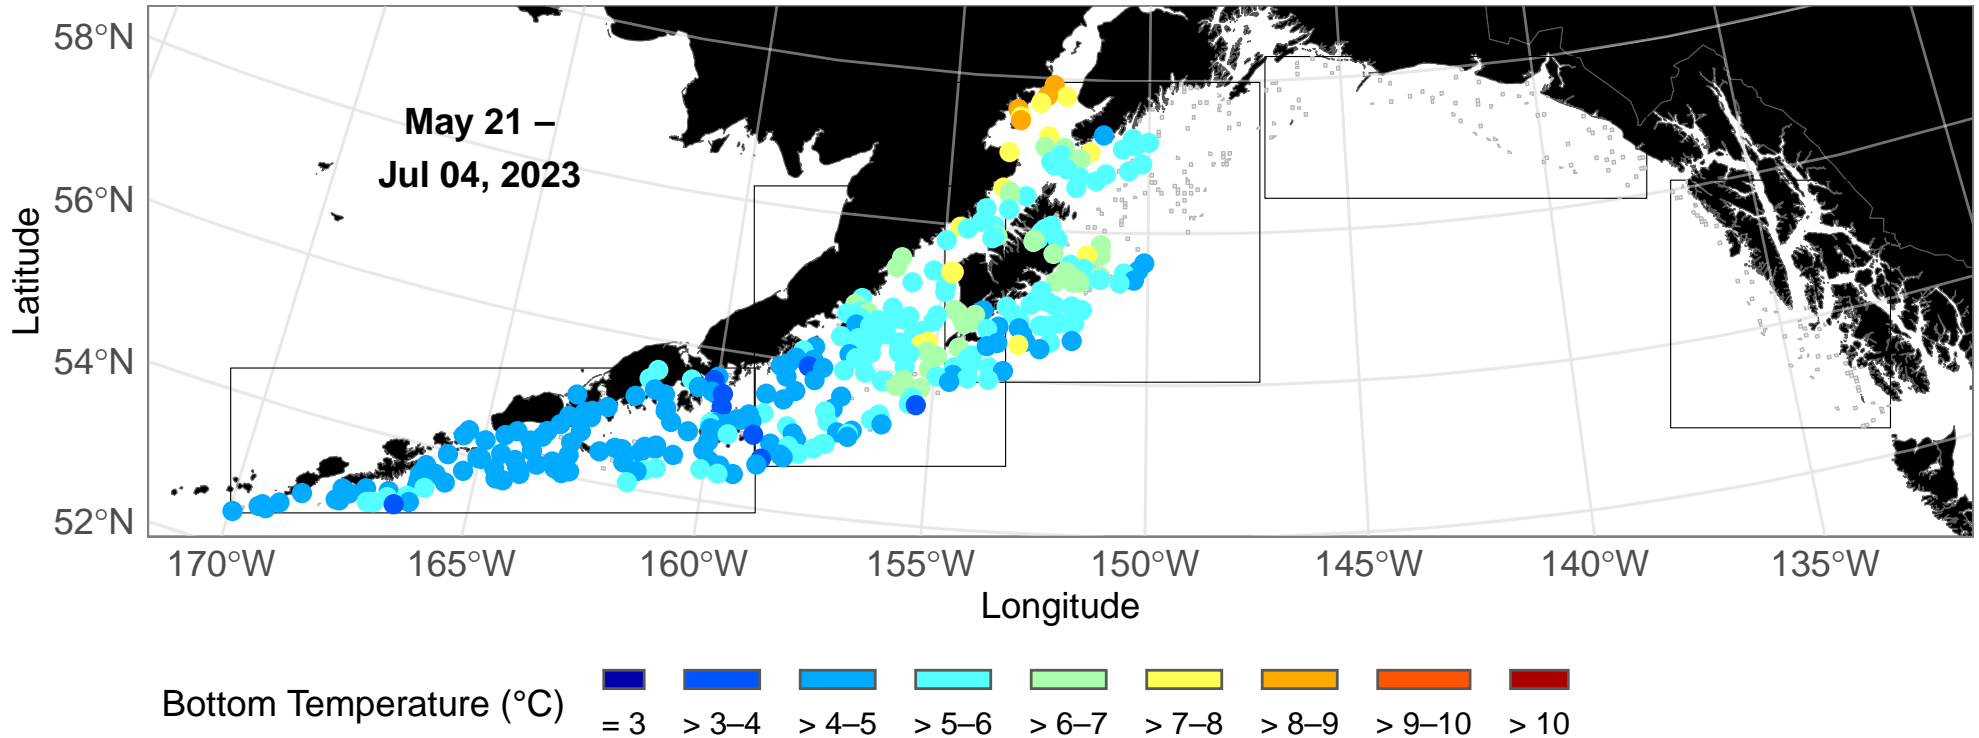 58°N
56°N
54°N
52°N
Latitude
May 21 –
Jul 04, 2023
170°W 165°W 160°W 155°W 150°W 145°W 140°W 135°W
Longitude
Bottom Temperature (°C)
= 3 > 3–4 > 4–5 > 5–6 > 6–7 > 7–8 > 8–9 > 9–10 > 10